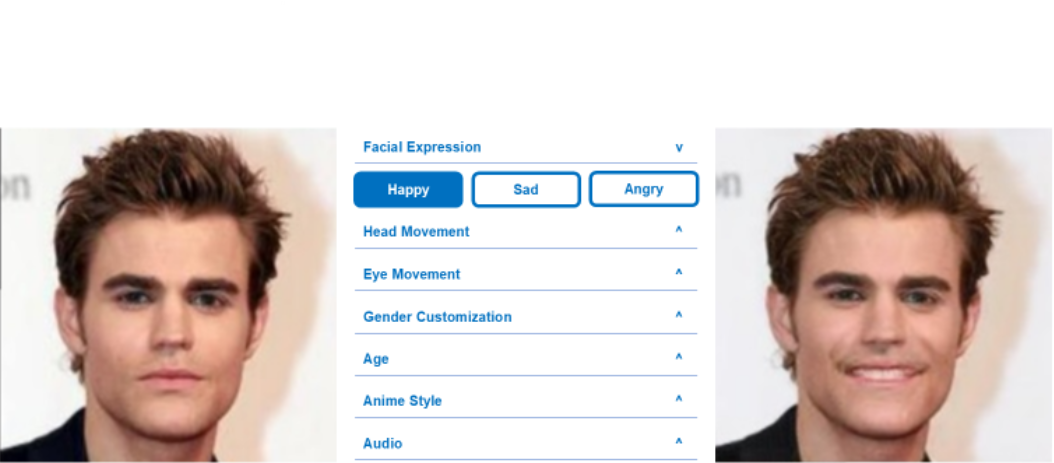 Facial Expression v
Happy Sad Angry
Head Movement ^
Eye Movement ^
Gender Customization ^
Age ^
Anime Style ^
Audio ^
on
on